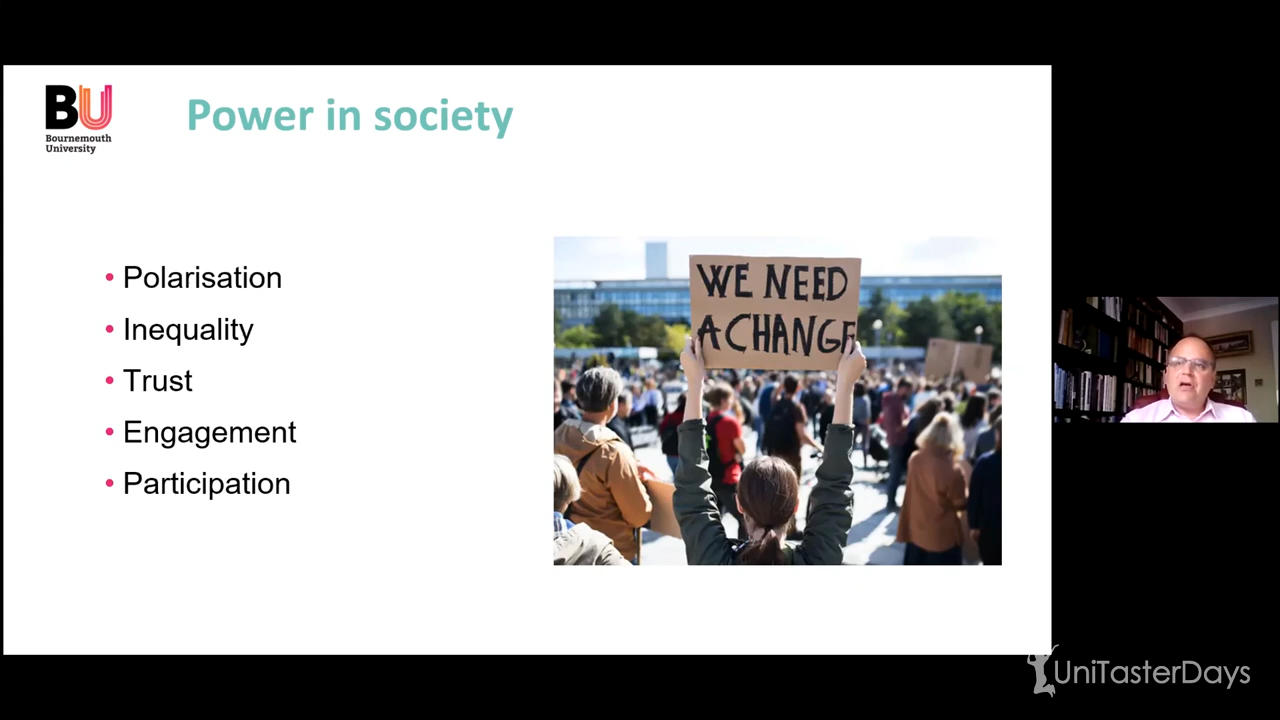 BU
Bournemouth
University
Power in society
• Polarisation
• Inequality
• Trust
• Engagement
• Participation
WE NEED
A CHANGE
UniTasterDays